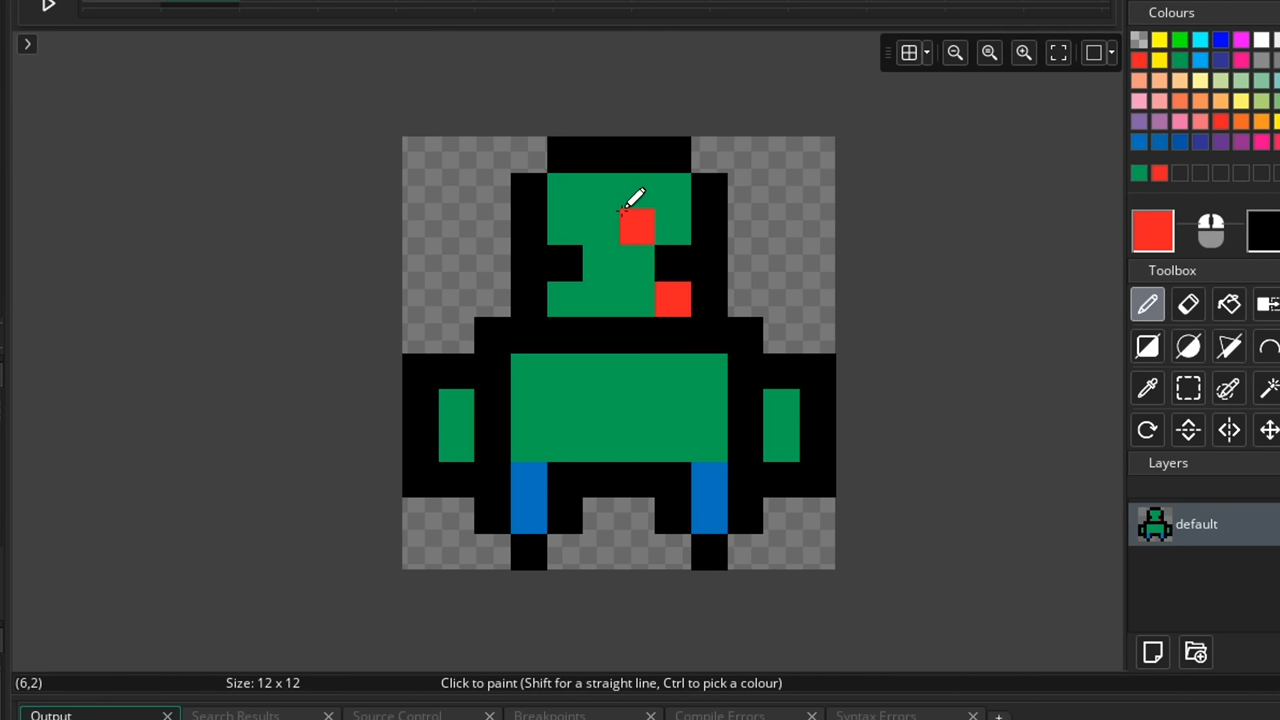 Colours
Toolbox
Layers
default
(6,2)
Size: 12 x 12
Click to paint (Shift for a straight line, Ctrl to pick a colour)
Output
Search Results
Source Control
Breakpoints
Compile Errors
Syntax Errors